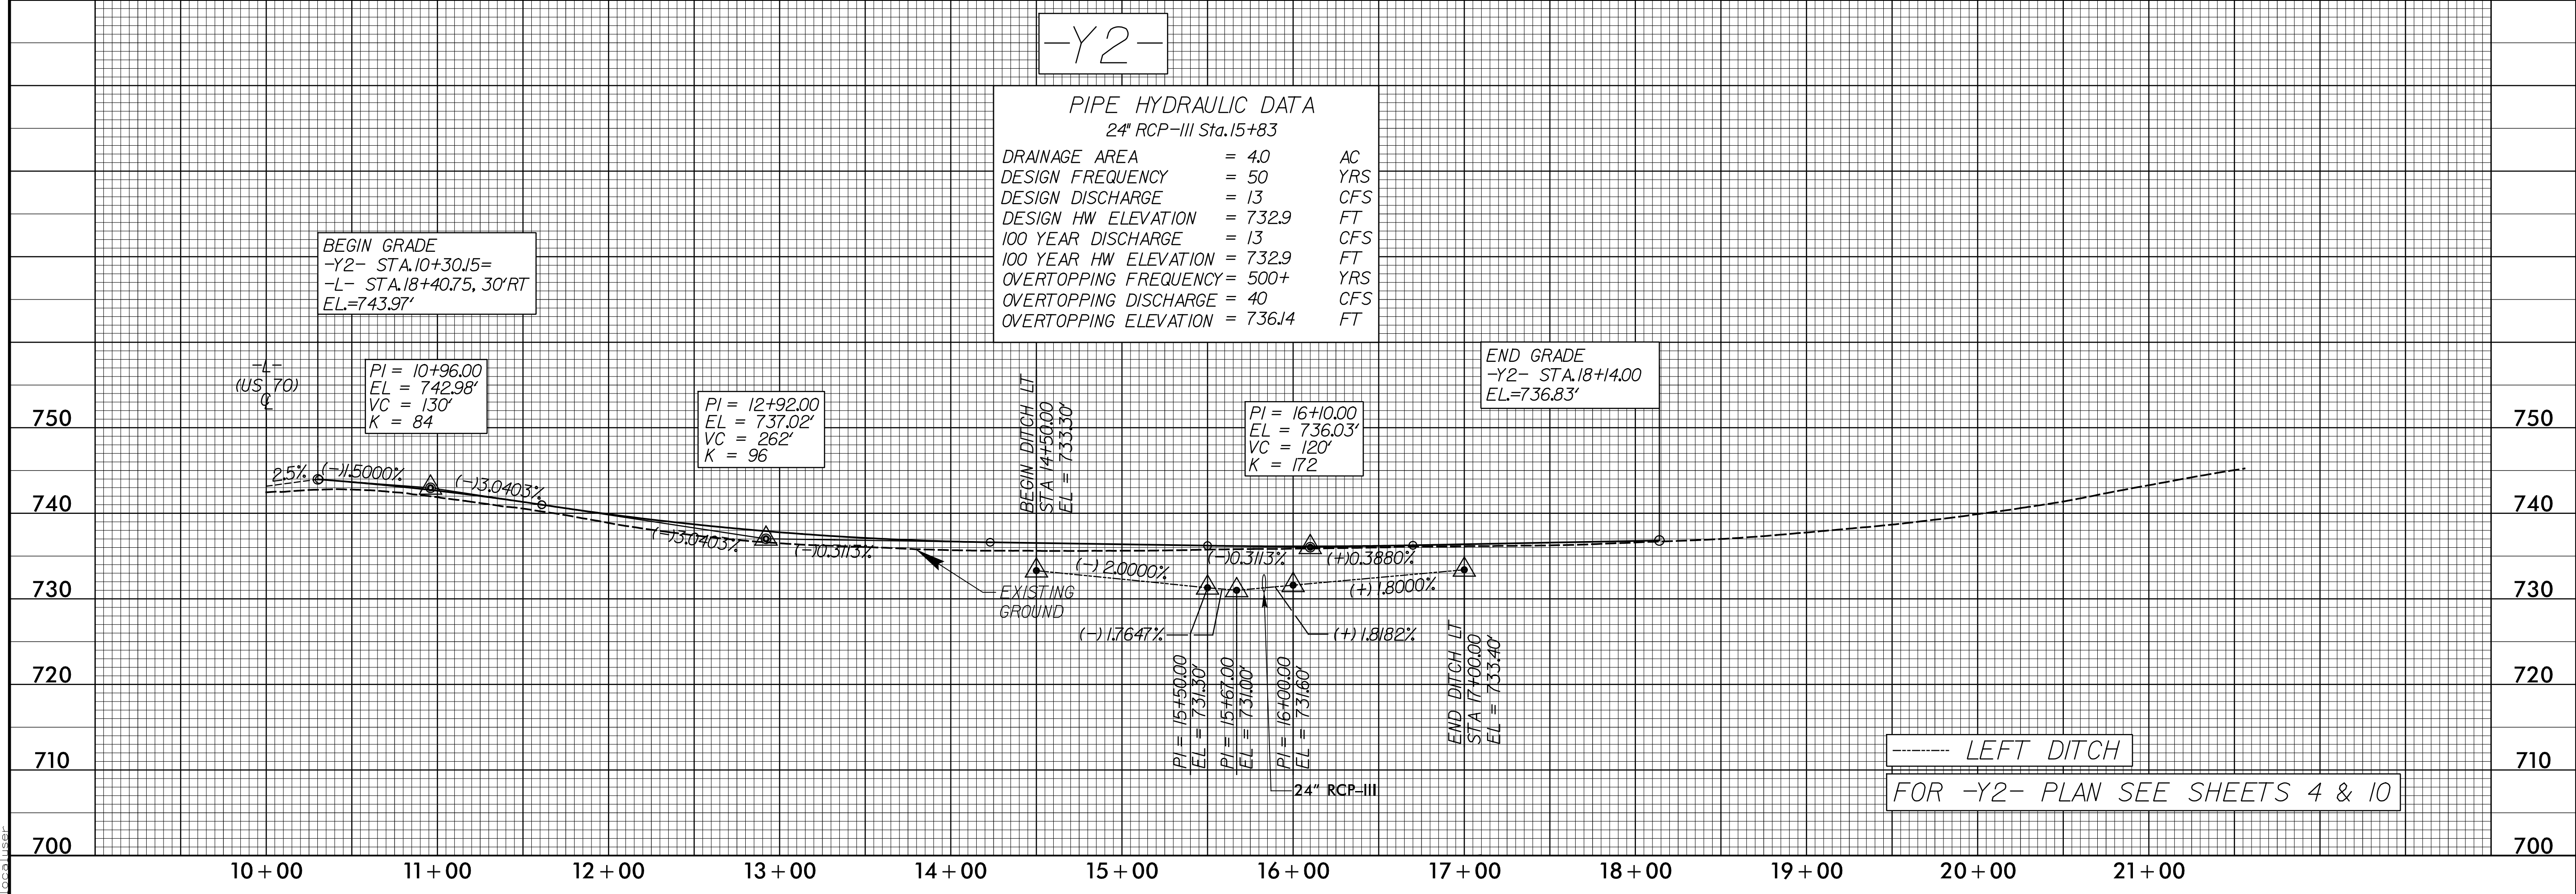 -Y2-
PIPE HYDRAULIC DATA
24" RCP-III Sta. 15+83
DRAINAGE AREA = 4.0 AC
DESIGN FREQUENCY = 50 YRS
DESIGN DISCHARGE = 13 CFS
DESIGN HW ELEVATION = 732.9 FT
100 YEAR DISCHARGE = 13 CFS
100 YEAR HW ELEVATION = 732.9 FT
OVERTOPPING FREQUENCY = 500+ YRS
OVERTOPPING DISCHARGE = 40 CFS
OVERTOPPING ELEVATION = 736.14 FT
BEGIN GRADE
-Y2- STA. 10+30.15=
-L- STA. 18+40.75, 30' RT
EL.=743.97'
-L-
(US 70)
℄
PI = 10+96.00
EL = 742.98'
VC = 130'
K = 84
PI = 12+92.00
EL = 737.02'
VC = 262'
K = 96
BEGIN DITCH LT
STA 14+50.00
EL = 733.30'
PI = 16+10.00
EL = 736.03'
VC = 120'
K = 172
END GRADE
-Y2- STA. 18+14.00
EL.=736.83'
750
750
2.5%
(-)1.5000%
(-)3.0403%
740
740
(-)3.0403%
(-)0.3113%
(-)0.3113%
(+)0.3880%
(-) 2.0000%
(+) 1.8000%
EXISTING
GROUND
730
730
(-) 1.7647%
(+) 1.8182%
PI = 15+50.00
EL = 731.30'
PI = 15+67.00
EL = 731.00'
PI = 16+00.00
EL = 731.60'
END DITCH LT
STA 17+00.00
EL = 733.40'
720
720
24" RCP-III
710
710
LEFT DITCH
FOR -Y2- PLAN SEE SHEETS 4 & 10
700
700
10+00
11+00
12+00
13+00
14+00
15+00
16+00
17+00
18+00
19+00
20+00
21+00
localuser